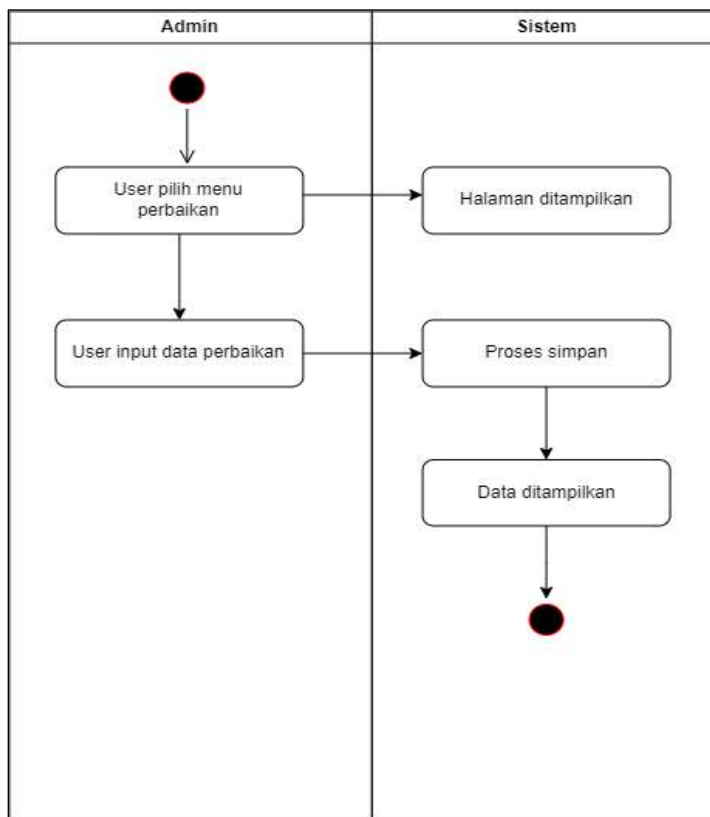 Admin
Sistem
User pilih menu
perbaikan
Halaman ditampilkan
User input data perbaikan
Proses simpan
Data ditampilkan